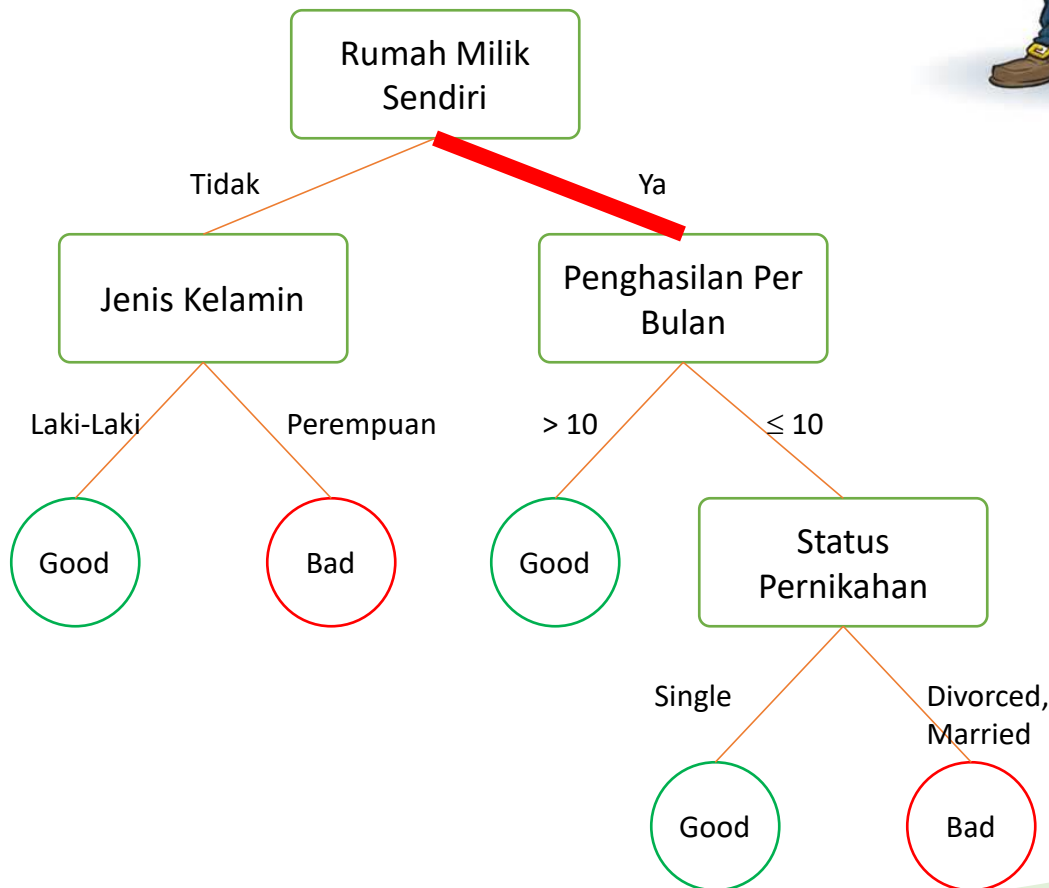 Rumah Milik
Sendiri
Tidak
Ya
Jenis Kelamin
Penghasilan Per
Bulan
Laki-Laki
Perempuan
> 10
≤ 10
Good
Bad
Good
Status
Pernikahan
Single
Divorced,
Married
Good
Bad